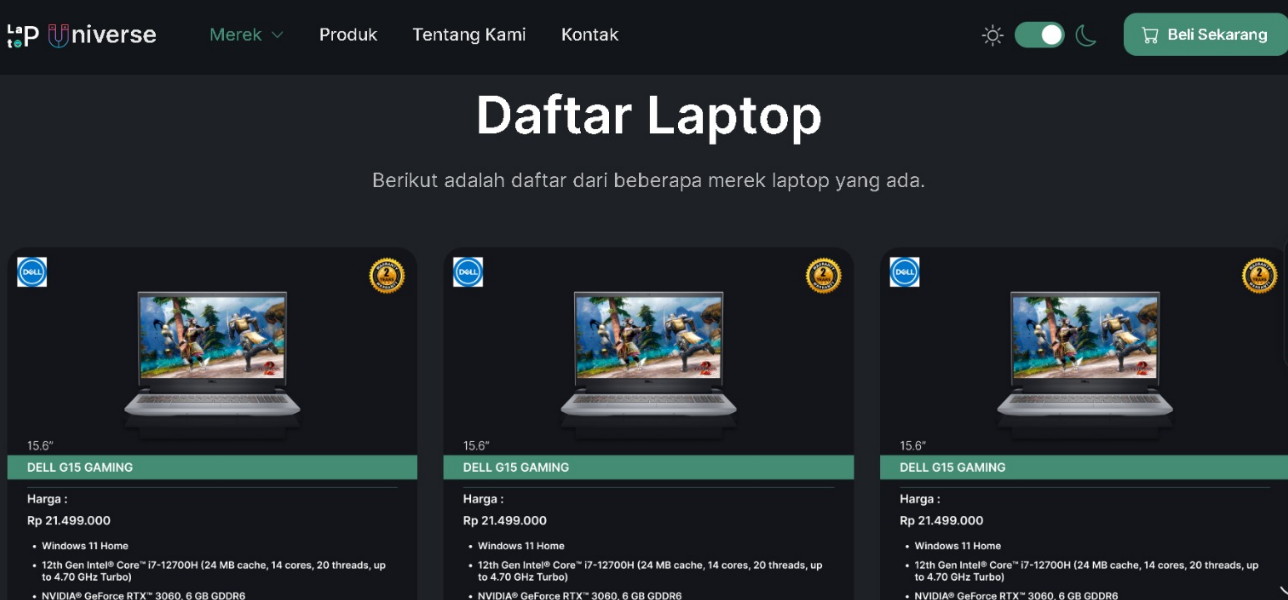 LaptoP Universe
Merek
Produk
Tentang Kami
Kontak
Beli Sekarang
Daftar Laptop
Berikut adalah daftar dari beberapa merek laptop yang ada.
DELL
2
15.6"
DELL G15 GAMING
Harga :
Rp 21.499.000
• Windows 11 Home
• 12th Gen Intel® Core™ i7-12700H (24 MB cache, 14 cores, 20 threads, up
to 4.70 GHz Turbo)
• NVIDIA® GeForce RTX™ 3060, 6 GB GDDR6
DELL
2
15.6"
DELL G15 GAMING
Harga :
Rp 21.499.000
• Windows 11 Home
• 12th Gen Intel® Core™ i7-12700H (24 MB cache, 14 cores, 20 threads, up
to 4.70 GHz Turbo)
• NVIDIA® GeForce RTX™ 3060, 6 GB GDDR6
DELL
2
15.6"
DELL G15 GAMING
Harga :
Rp 21.499.000
• Windows 11 Home
• 12th Gen Intel® Core™ i7-12700H (24 MB cache, 14 cores, 20 threads, up
to 4.70 GHz Turbo)
• NVIDIA® GeForce RTX™ 3060, 6 GB GDDR6